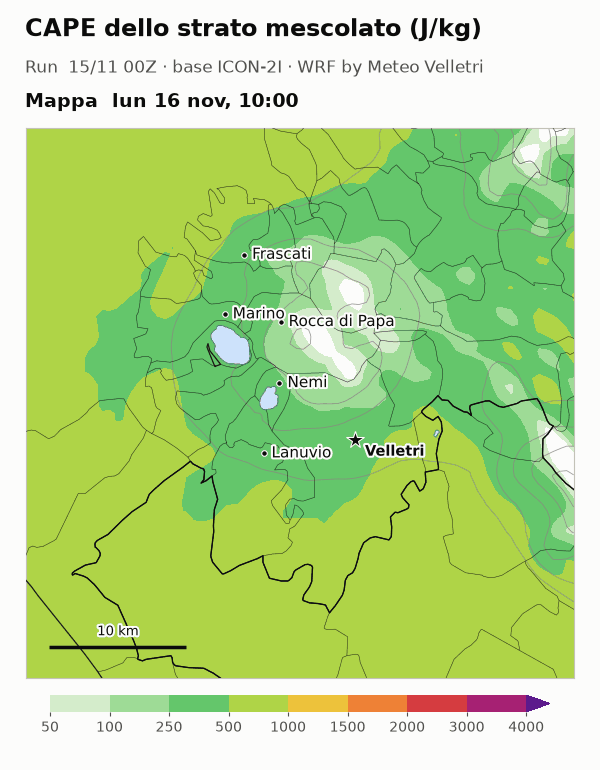 CAPE dello strato mescolato (J/kg)
Run  15/11 00Z · base ICON-2I · WRF by Meteo Velletri
Mappa  lun 16 nov, 10:00
Frascati
Marino
Rocca di Papa
Nemi
Velletri
Lanuvio
10 km
50 100 250 500 1000 1500 2000 3000 4000